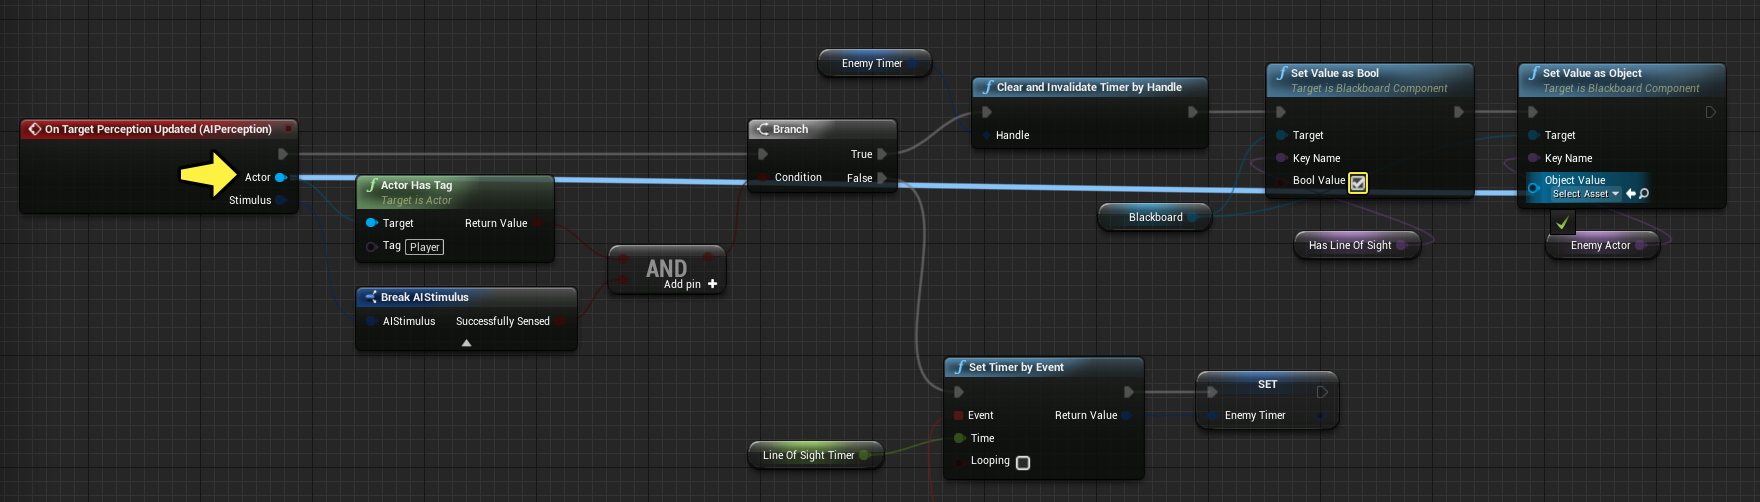 Enemy Timer
Clear and Invalidate Timer by Handle
Handle
Set Value as Bool
Target is Blackboard Component
Target
Key Name
Bool Value
Set Value as Object
Target is Blackboard Component
Target
Key Name
Object Value
Select Asset
On Target Perception Updated (AIPerception)
Actor
Stimulus
Branch
True
Condition
False
Actor Has Tag
Target is Actor
Target
Return Value
Tag
Player
Blackboard
Has Line Of Sight
Enemy Actor
AND
Add pin
Break AIStimulus
AIStimulus
Successfully Sensed
Set Timer by Event
Event
Return Value
Time
Looping
SET
Enemy Timer
Line Of Sight Timer